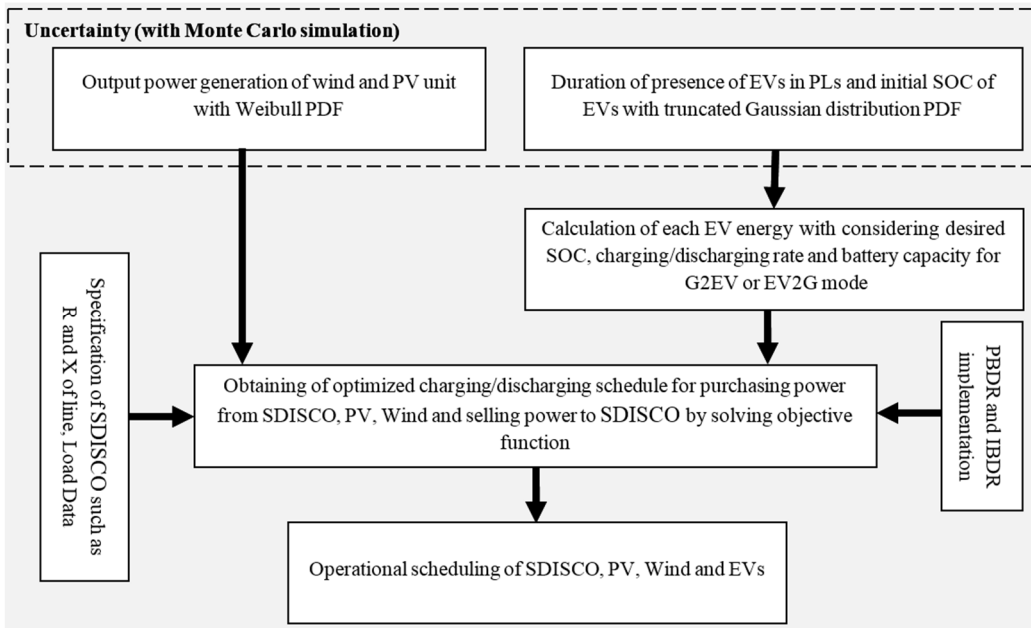 Uncertainty (with Monte Carlo simulation)
Output power generation of wind and PV unit
with Weibull PDF
Duration of presence of EVs in PLs and initial SOC of
EVs with truncated Gaussian distribution PDF
Calculation of each EV energy with considering desired
SOC, charging/discharging rate and battery capacity for
G2EV or EV2G mode
Specification of SDISCO such as
R and X of line, Load Data
Obtaining of optimized charging/discharging schedule for purchasing power
from SDISCO, PV, Wind and selling power to SDISCO by solving objective
function
PBDR and IBDR
implementation
Operational scheduling of SDISCO, PV, Wind and EVs